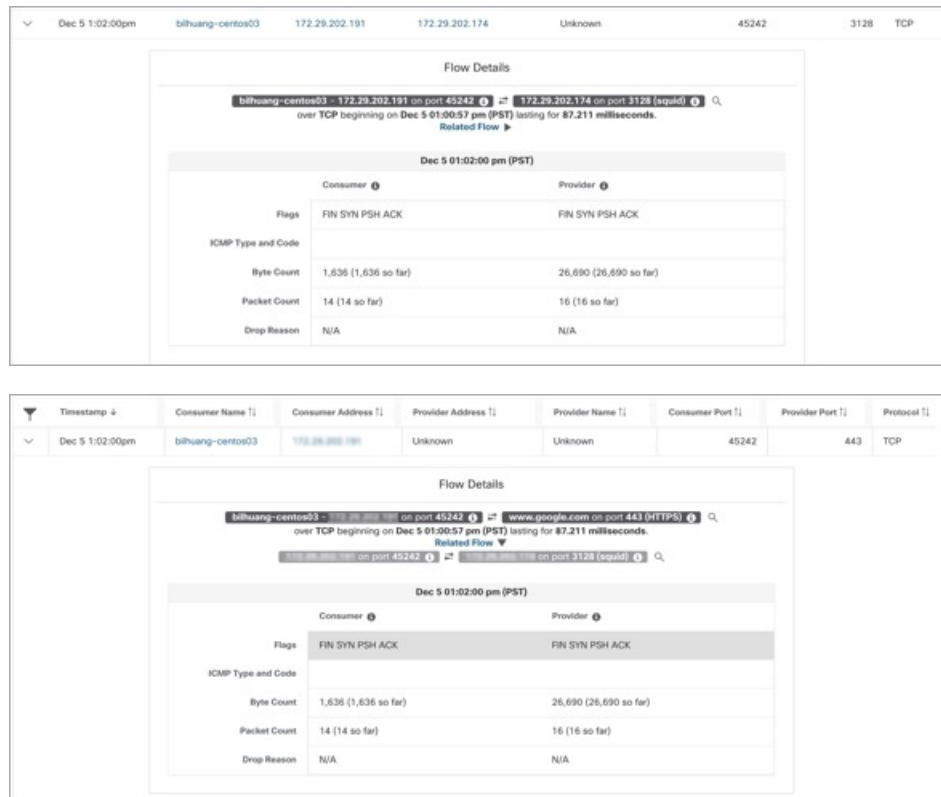 Dec 5 1:02:00pm bilhuang-centos03 172.29.202.191 172.29.202.174 Unknown 45242 3128 TCP
Flow Details
bilhuang-centos03 - 172.29.202.191 on port 45242 172.29.202.174 on port 3128 (squid)
over TCP beginning on Dec 5 01:00:57 pm (PST) lasting for 87.211 milliseconds.
Related Flow
Dec 5 01:02:00 pm (PST)
Consumer Provider
Flags FIN SYN PSH ACK FIN SYN PSH ACK
ICMP Type and Code
Byte Count 1,636 (1,636 so far) 26,690 (26,690 so far)
Packet Count 14 (14 so far) 16 (16 so far)
Drop Reason N/A N/A
Timestamp Consumer Name Consumer Address Provider Address Provider Name Consumer Port Provider Port Protocol
Dec 5 1:02:00pm bilhuang-centos03 Unknown Unknown 45242 443 TCP
Flow Details
bilhuang-centos03 - on port 45242 www.google.com on port 443 (HTTPS)
over TCP beginning on Dec 5 01:00:57 pm (PST) lasting for 87.211 milliseconds.
Related Flow
on port 45242 on port 3128 (squid)
Dec 5 01:02:00 pm (PST)
Consumer Provider
Flags FIN SYN PSH ACK FIN SYN PSH ACK
ICMP Type and Code
Byte Count 1,636 (1,636 so far) 26,690 (26,690 so far)
Packet Count 14 (14 so far) 16 (16 so far)
Drop Reason N/A N/A